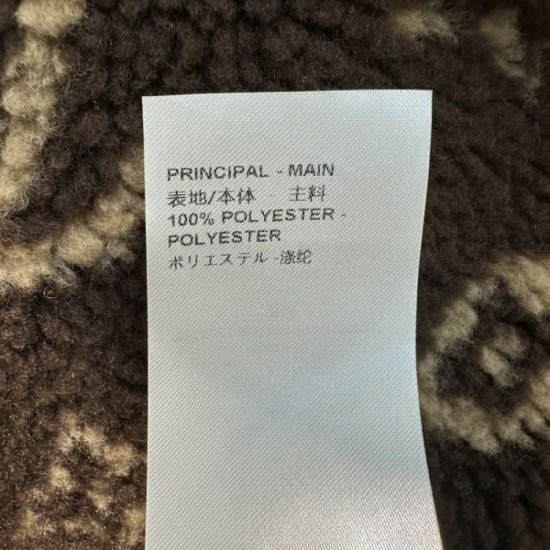 PRINCIPAL - MAIN
表地/本体 - 主料
100% POLYESTER -
POLYESTER
ポリエステル -涤纶